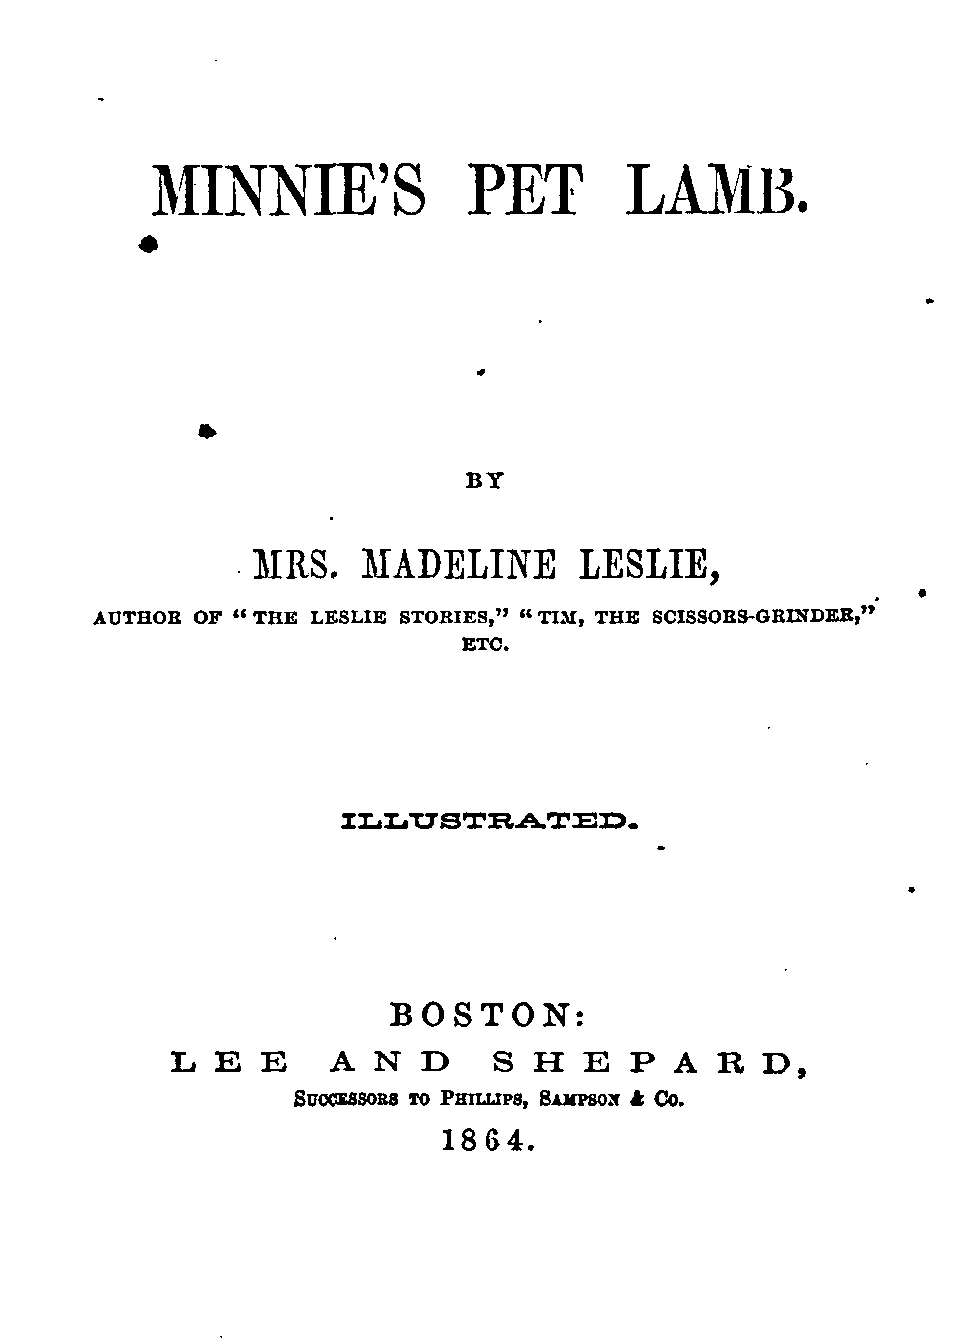 MINNIE'S PET LAMB.
BY
MRS. MADELINE LESLIE,
AUTHOR OF "THE LESLIE STORIES," "TIM, THE SCISSORS-GRINDER,"
ETC.
ILLUSTRATED.
BOSTON:
LEE AND SHEPARD,
SUCCESSORS TO PHILLIPS, SAMPSON & CO.
1864.